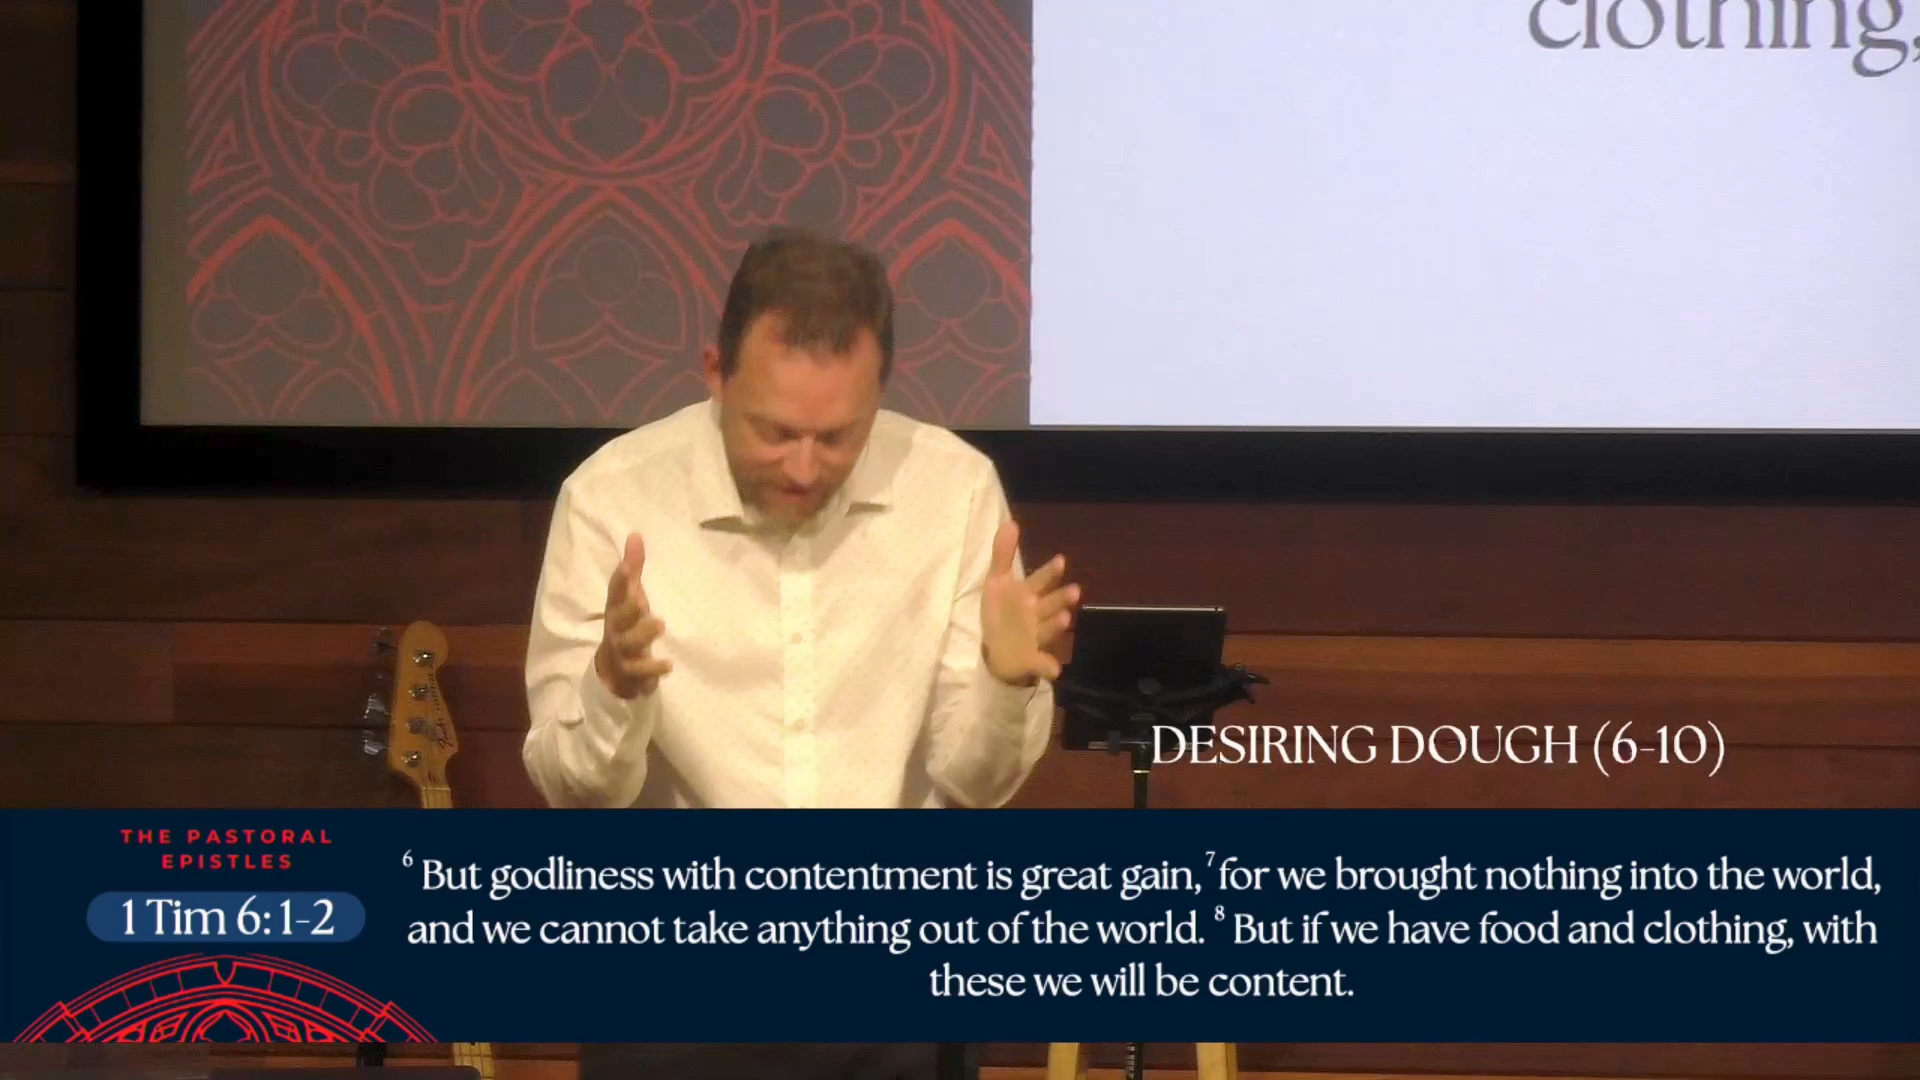 clothing,
DESIRING DOUGH (6-10)
THE PASTORAL
EPISTLES
1 Tim 6:1-2
6 But godliness with contentment is great gain, 7 for we brought nothing into the world,
and we cannot take anything out of the world. 8 But if we have food and clothing, with
these we will be content.
Fender